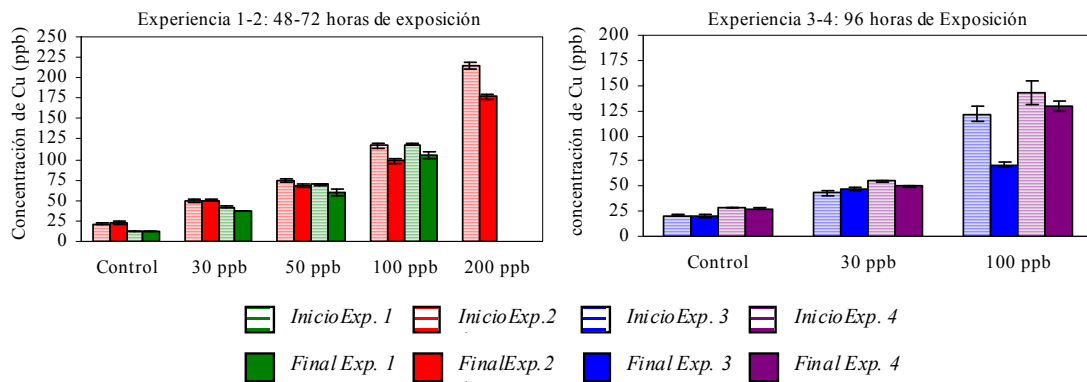 Experiencia 1-2: 48-72 horas de exposición
Concentración de Cu (ppb)
250
225
200
175
150
125
100
75
50
25
0
Control 30 ppb 50 ppb 100 ppb 200 ppb
Experiencia 3-4: 96 horas de Exposición
concentración de Cu (ppb)
200
175
150
125
100
75
50
25
0
Control 30 ppb 100 ppb
Inicio Exp. 1 Inicio Exp.2 Inicio Exp. 3 Inicio Exp. 4
Final Exp. 1 Final Exp.2 Final Exp. 3 Final Exp. 4